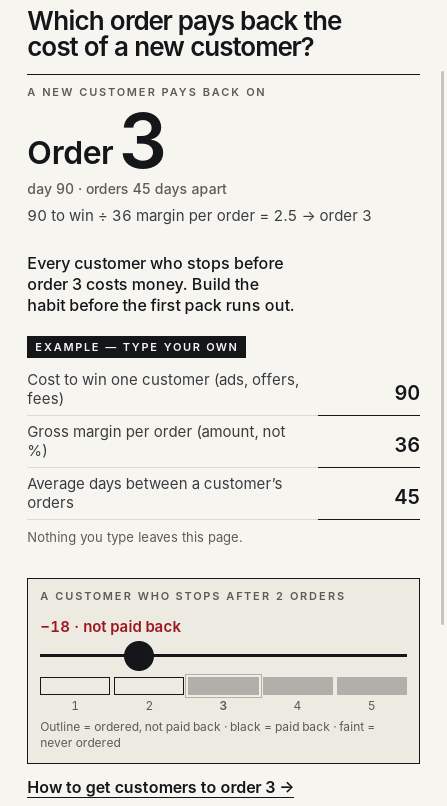 Which order pays back the
cost of a new customer?
A NEW CUSTOMER PAYS BACK ON
Order 3
day 90 · orders 45 days apart
90 to win ÷ 36 margin per order = 2.5 → order 3
Every customer who stops before
order 3 costs money. Build the
habit before the first pack runs out.
EXAMPLE — TYPE YOUR OWN
Cost to win one customer (ads, offers,
fees)
90
Gross margin per order (amount, not
%)
36
Average days between a customer’s
orders
45
Nothing you type leaves this page.
A CUSTOMER WHO STOPS AFTER 2 ORDERS
−18 · not paid back
1 2 3 4 5
Outline = ordered, not paid back · black = paid back · faint =
never ordered
How to get customers to order 3 →